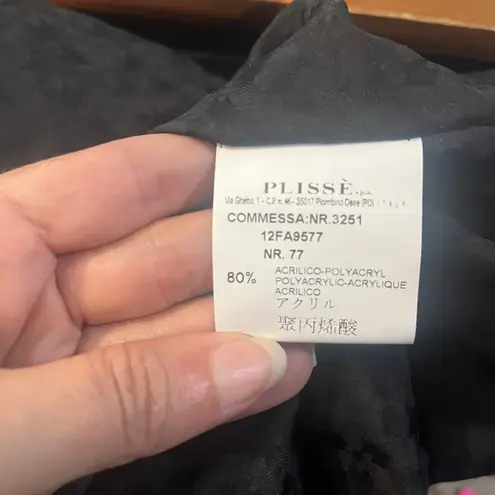 PLISSÈ s.p.a.
Via Ghebo 1 - C.P. n. 46 - 35017 Piombino Dese (PD) ITALY
COMMESSA:NR.3251
12FA9577
NR. 77
80% ACRILICO-POLYACRYL
POLYACRYLIC-ACRYLIQUE
ACRILICO
アクリル
聚丙烯酸